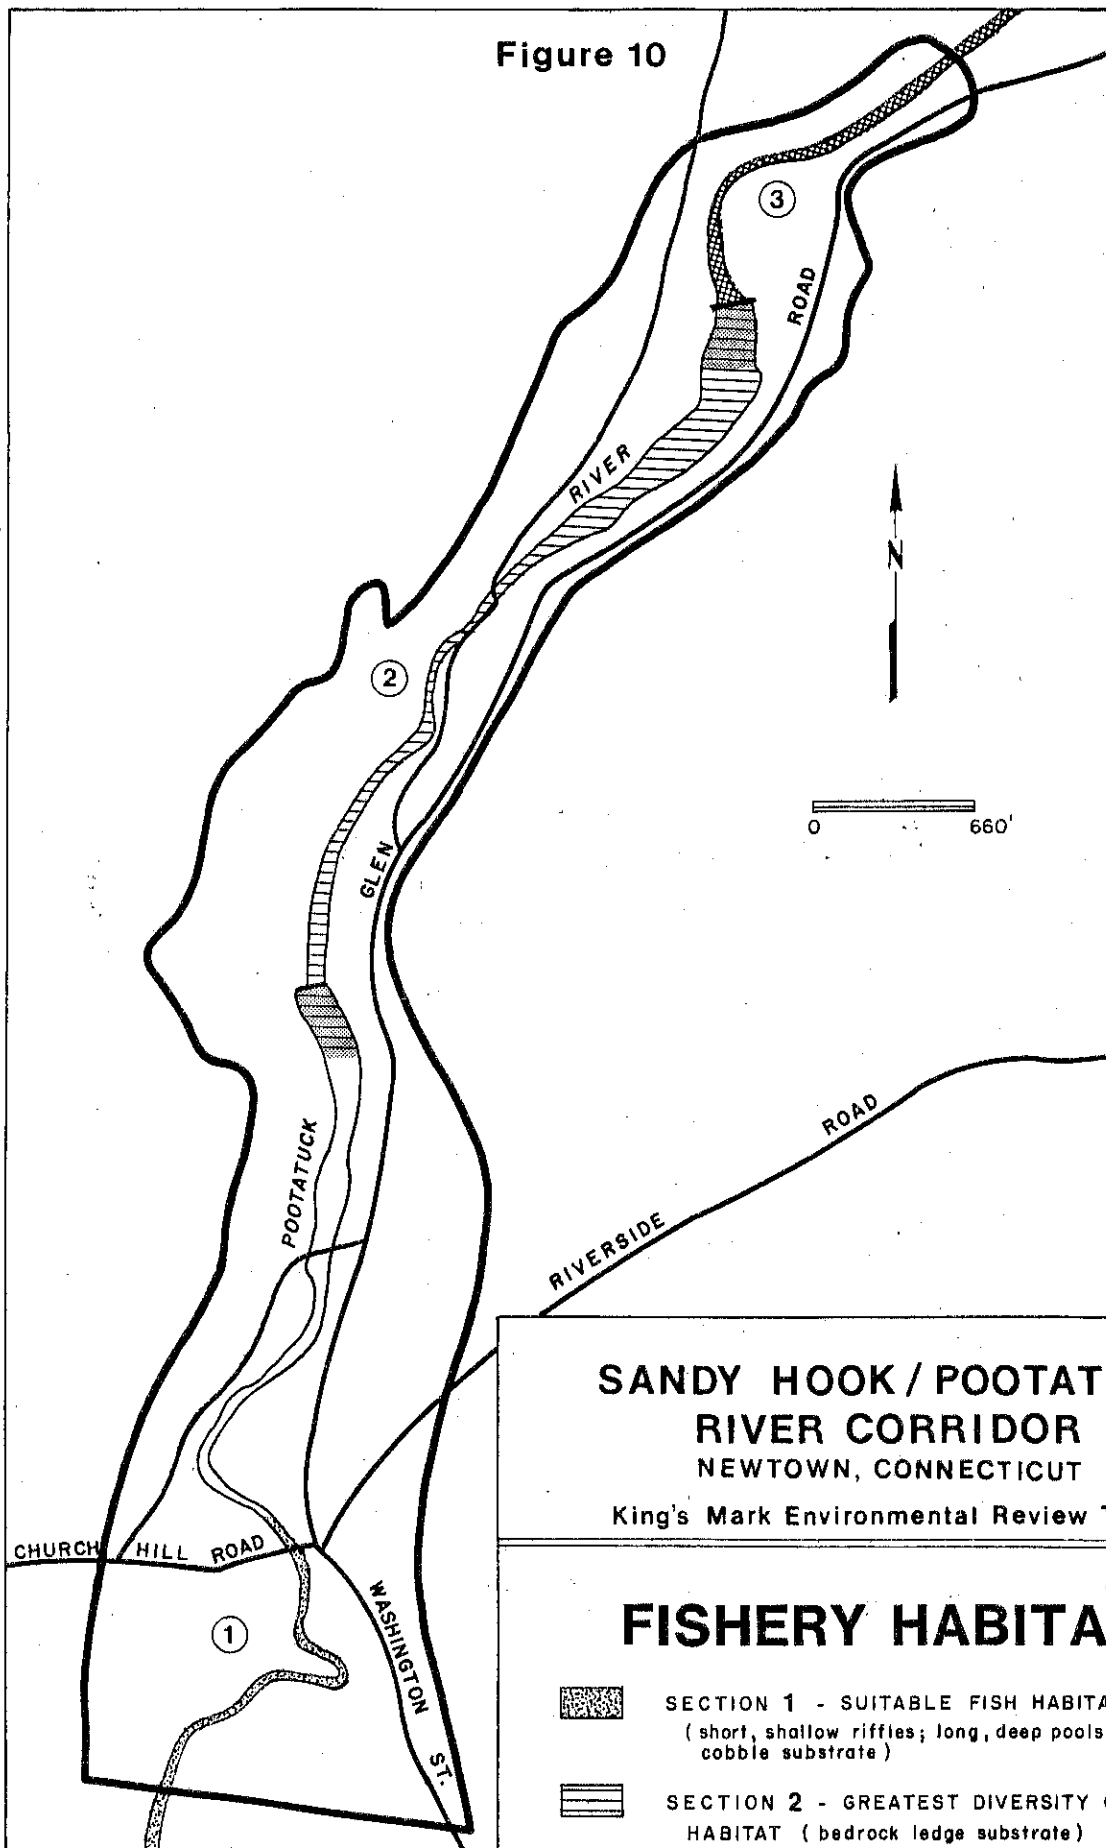 Figure 10
3
ROAD
RIVER
N
2
0 660'
GLEN
ROAD
POOTATUCK
RIVERSIDE
SANDY HOOK / POOTAT
RIVER CORRIDOR
NEWTOWN, CONNECTICUT
King's Mark Environmental Review
CHURCH HILL ROAD
WASHINGTON ST.
1
FISHERY HABITA
SECTION 1 - SUITABLE FISH HABITA
(short, shallow riffles; long, deep pools
cobble substrate)
SECTION 2 - GREATEST DIVERSITY
HABITAT (bedrock ledge substrate)